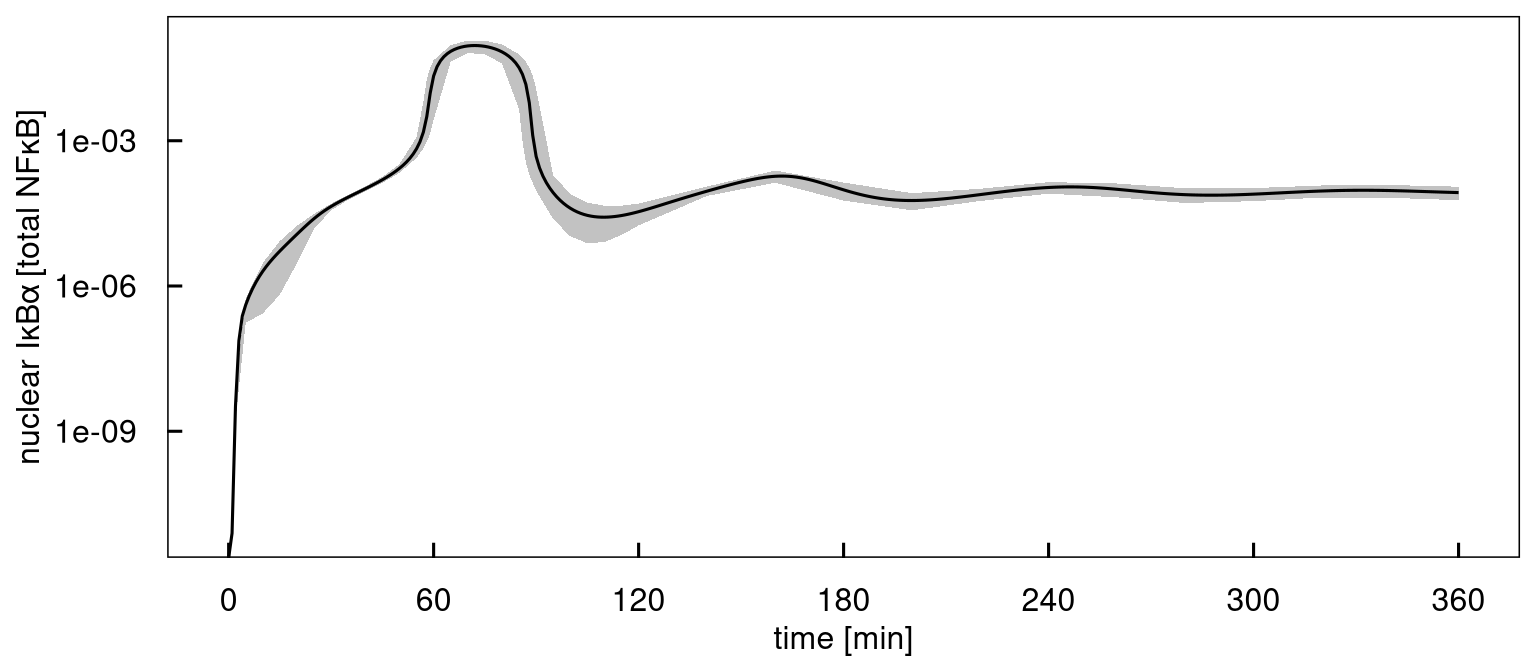 nuclear IκBα [total NFκB]
1e-03
1e-06
1e-09
0 60 120 180 240 300 360
time [min]